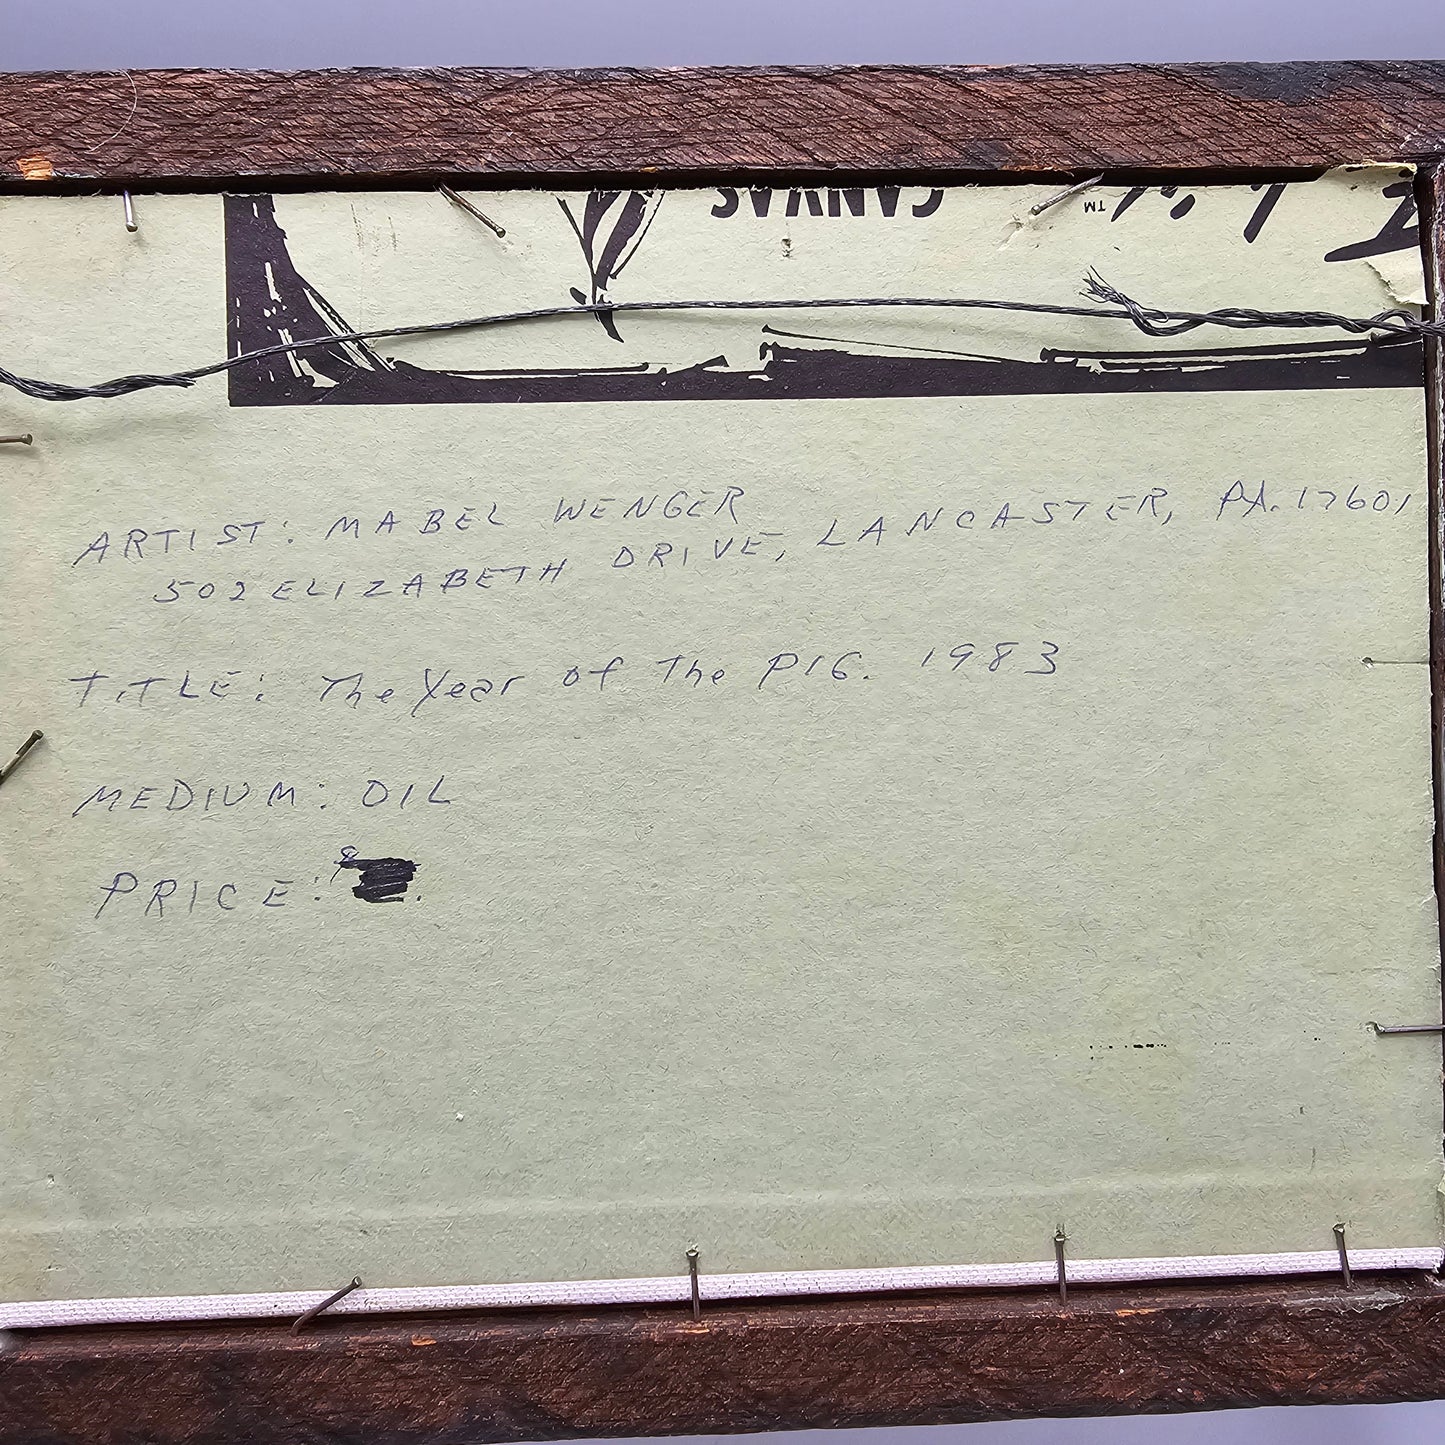 CANVAS
TM
ARTIST: MABEL WENGER
502 ELIZABETH DRIVE, LANCASTER, PA. 17601
TITLE: The Year of The PIG. 1983
MEDIUM: OIL
PRICE: $